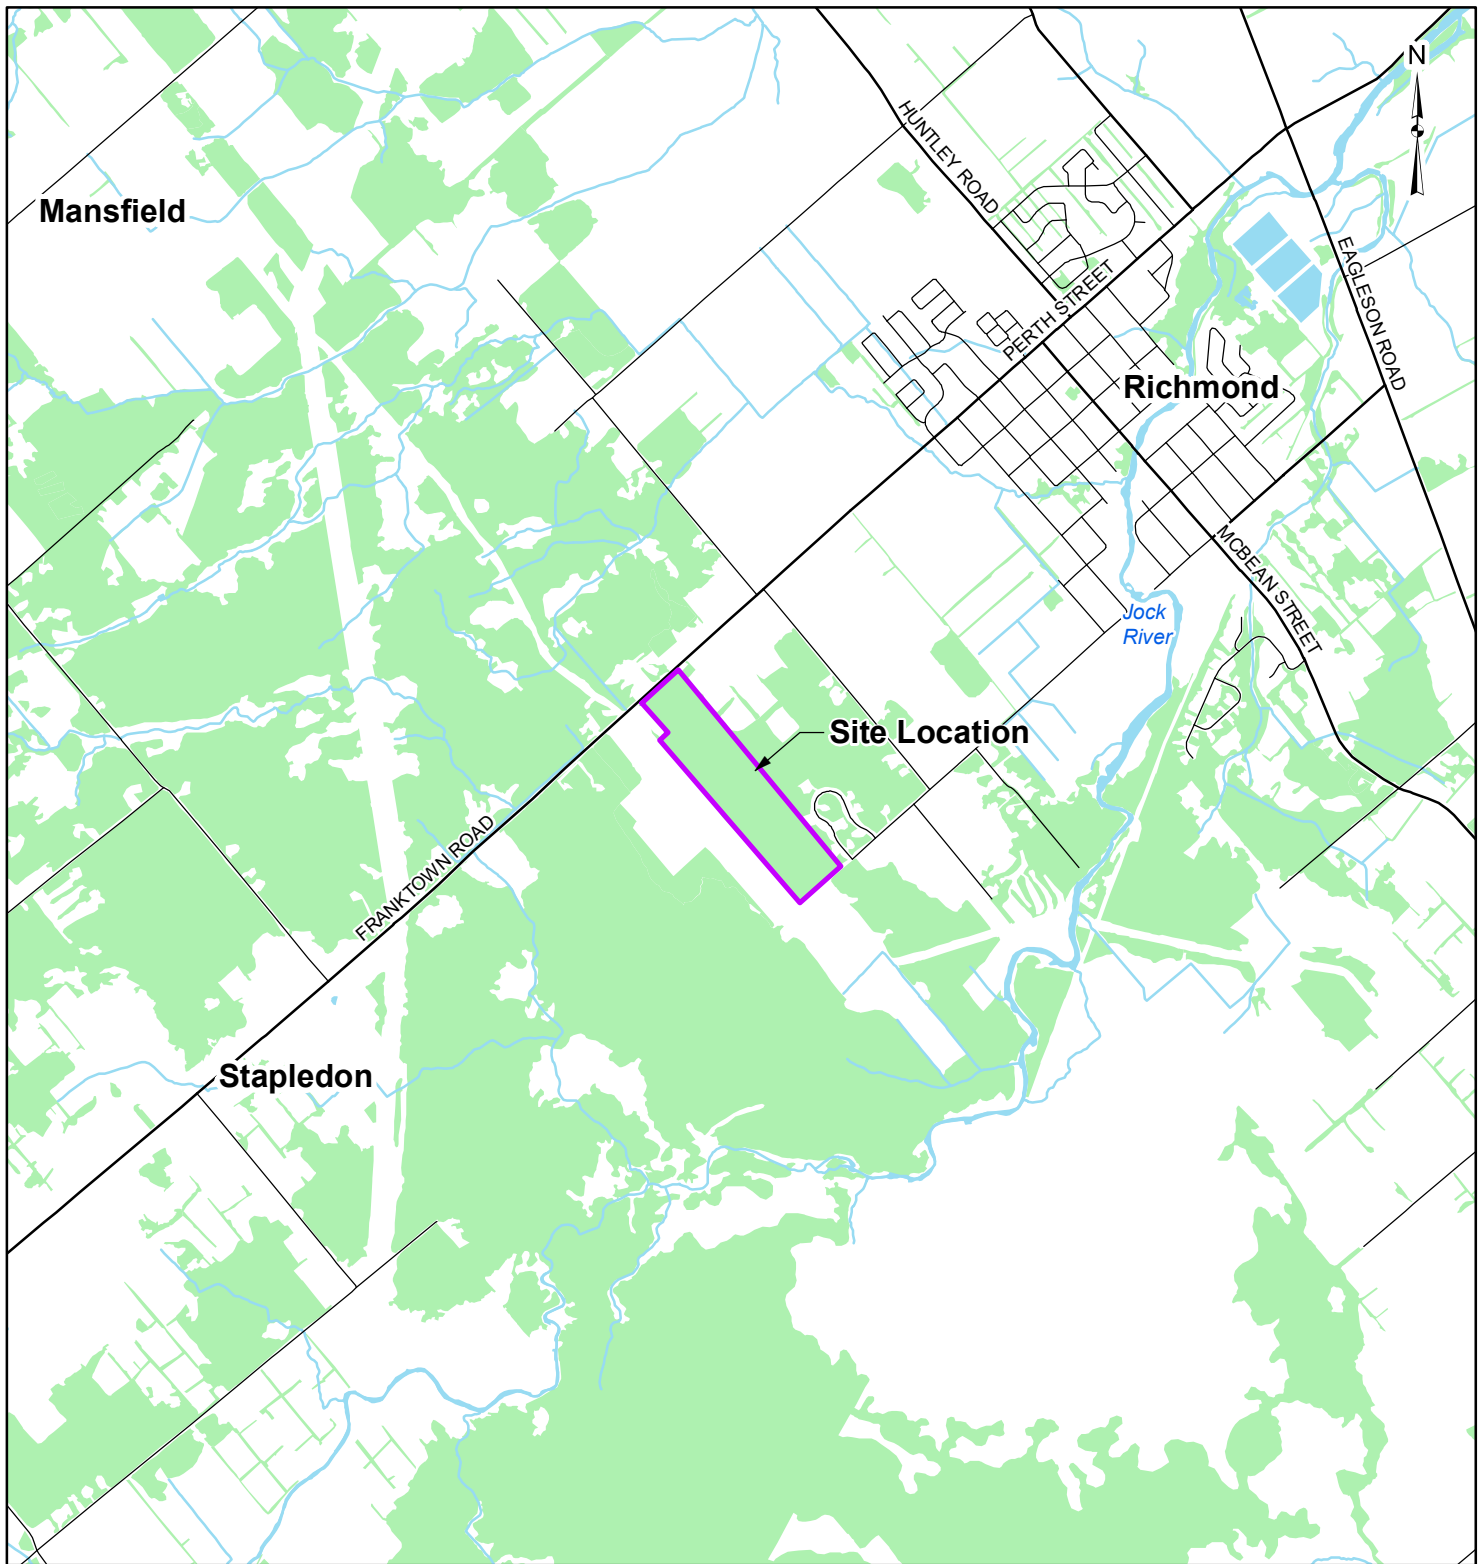 N
HUNTLEY ROAD
Mansfield
EAGLESON ROAD
PERTH STREET
Richmond
MCBEAN STREET
Jock
River
Site Location
FRANKTOWN ROAD
Stapledon